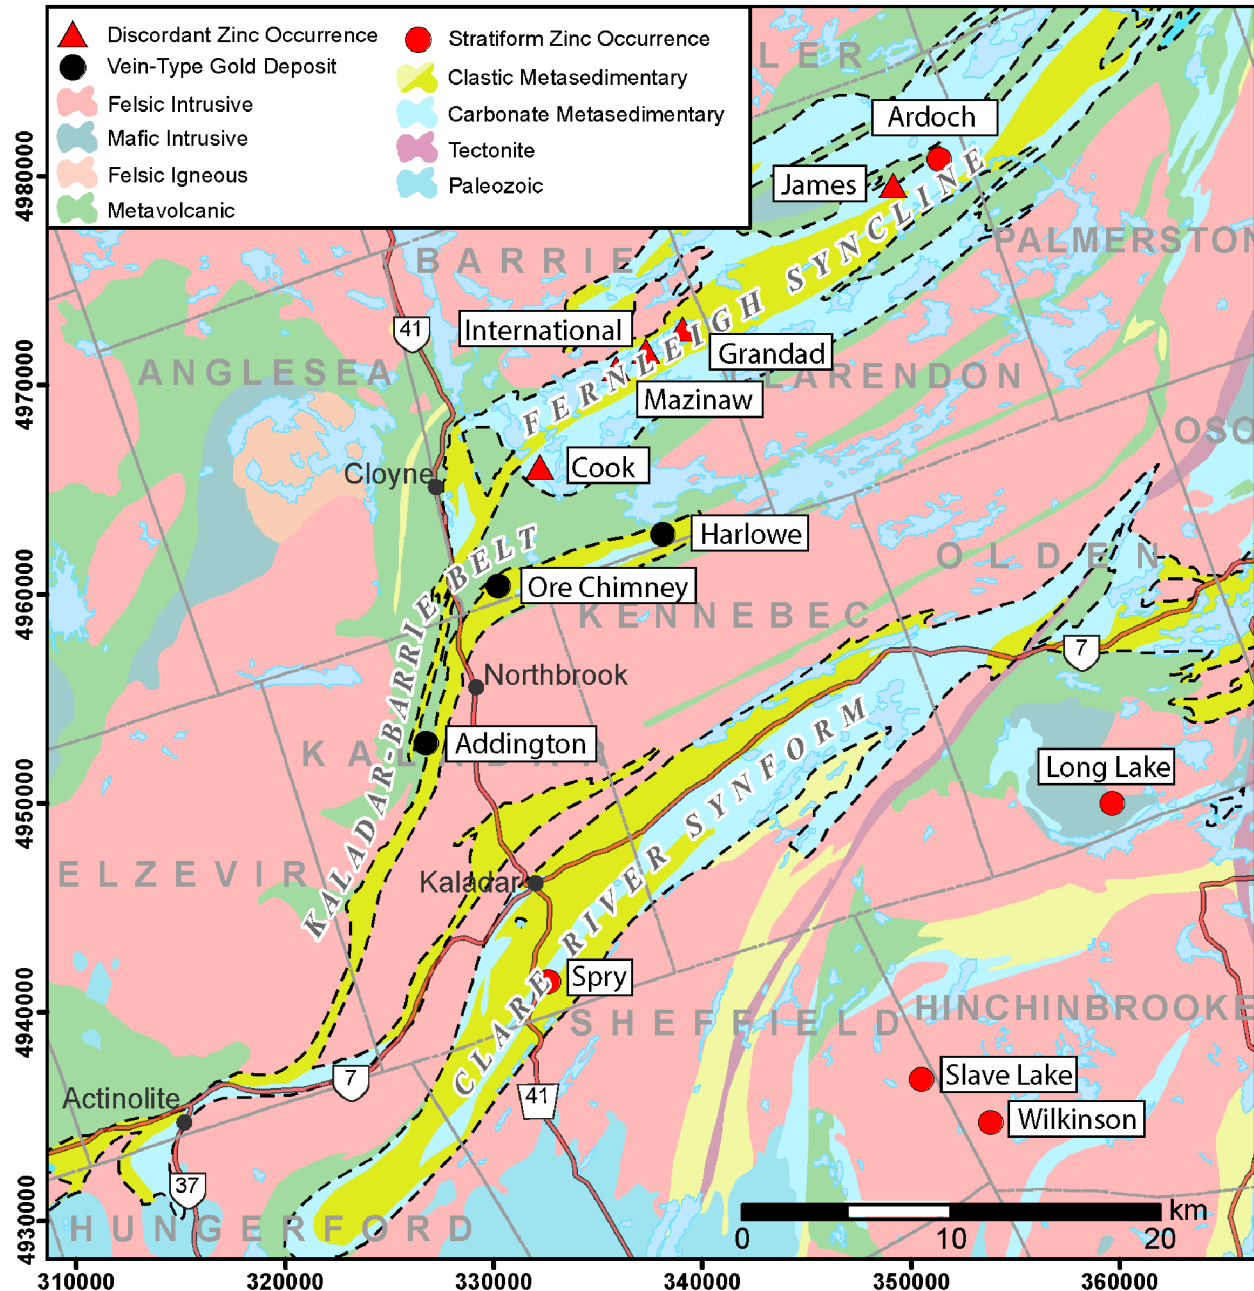 Discordant Zinc Occurrence
Vein-Type Gold Deposit
Felsic Intrusive
Mafic Intrusive
Felsic Igneous
Metavolcanic
Stratiform Zinc Occurrence
Clastic Metasedimentary
Carbonate Metasedimentary
Tectonite
Paleozoic
LER
Ardoch
James
PALMERSTON
BARRIE
FERNLEIGH SYNCLINE
41
International
Grandad
ANGLESEA
LARENDON
Mazinaw
OSO
Cloyne
Cook
Harlowe
OLDEN
KALADAR-BARRIE BELT
Ore Chimney
KENNEBEC
7
Northbrook
KALADAR
Addington
Long Lake
CLARE RIVER SYNFORM
ELZEVIR
Kaladar
Spry
SHEFFIELD
HINCHINBROOKE
7
Slave Lake
Actinolite
41
Wilkinson
37
HUNGERFORD
km
0 10 20
4980000
4970000
4960000
4950000
4940000
4930000
310000 320000 330000 340000 350000 360000